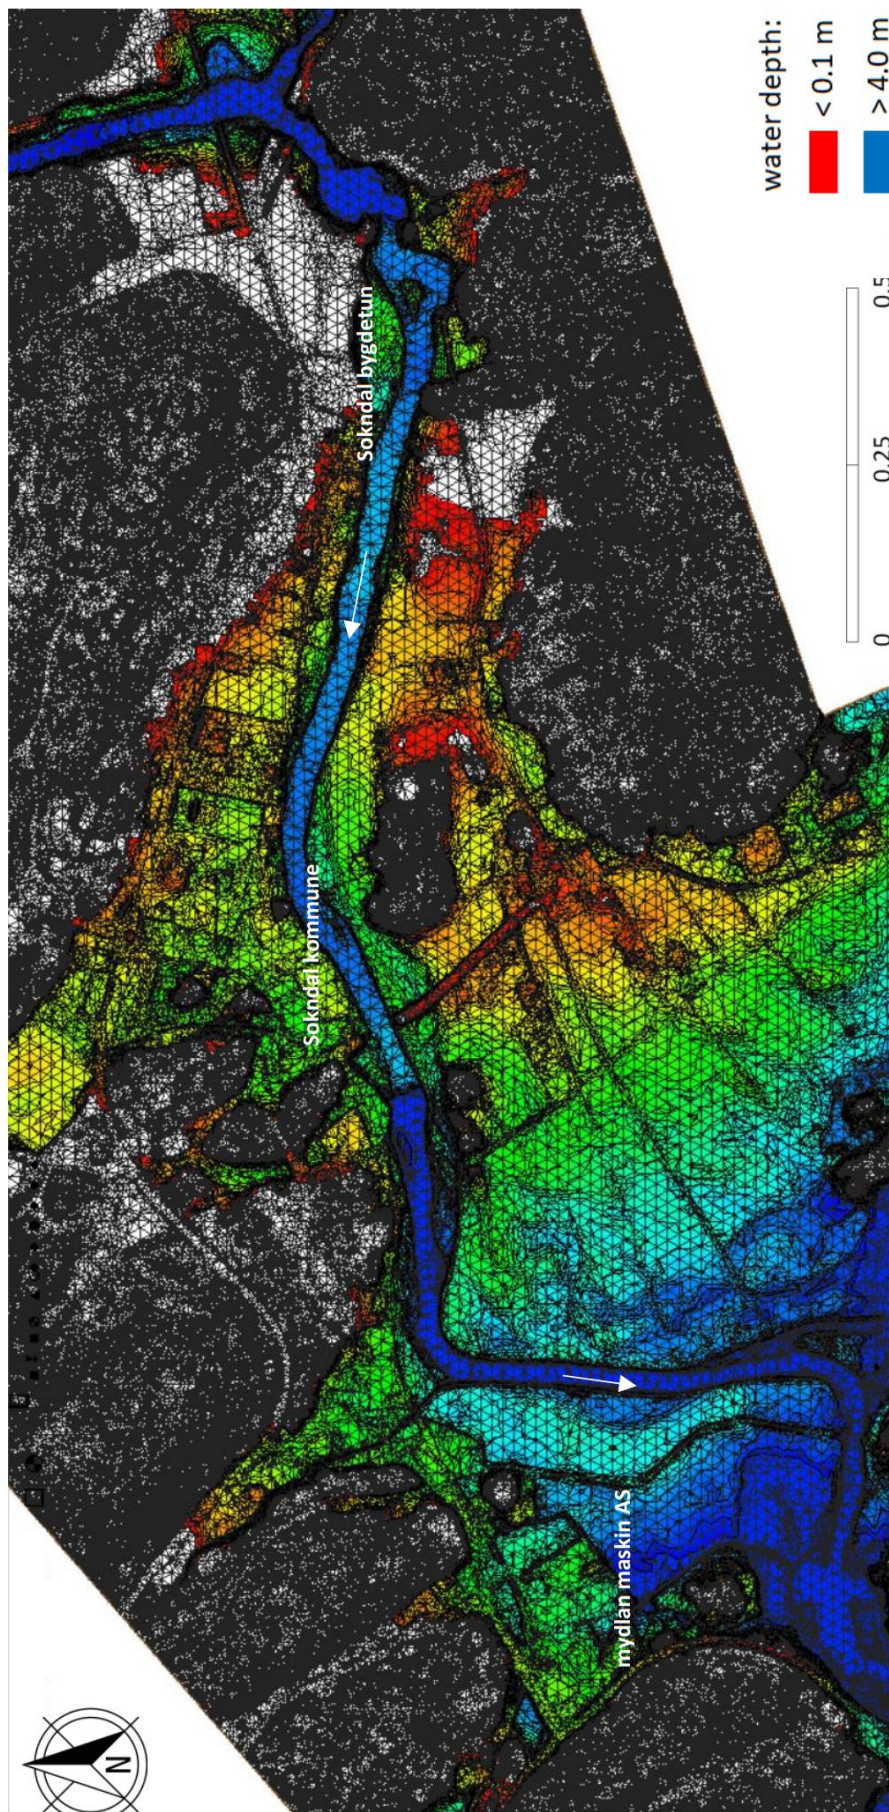 Sokndal bygdetun
Sokndal kommune
mydlan maskin AS
water depth:
< 0.1 m
> 4.0 m
0
0.25
0.5
N